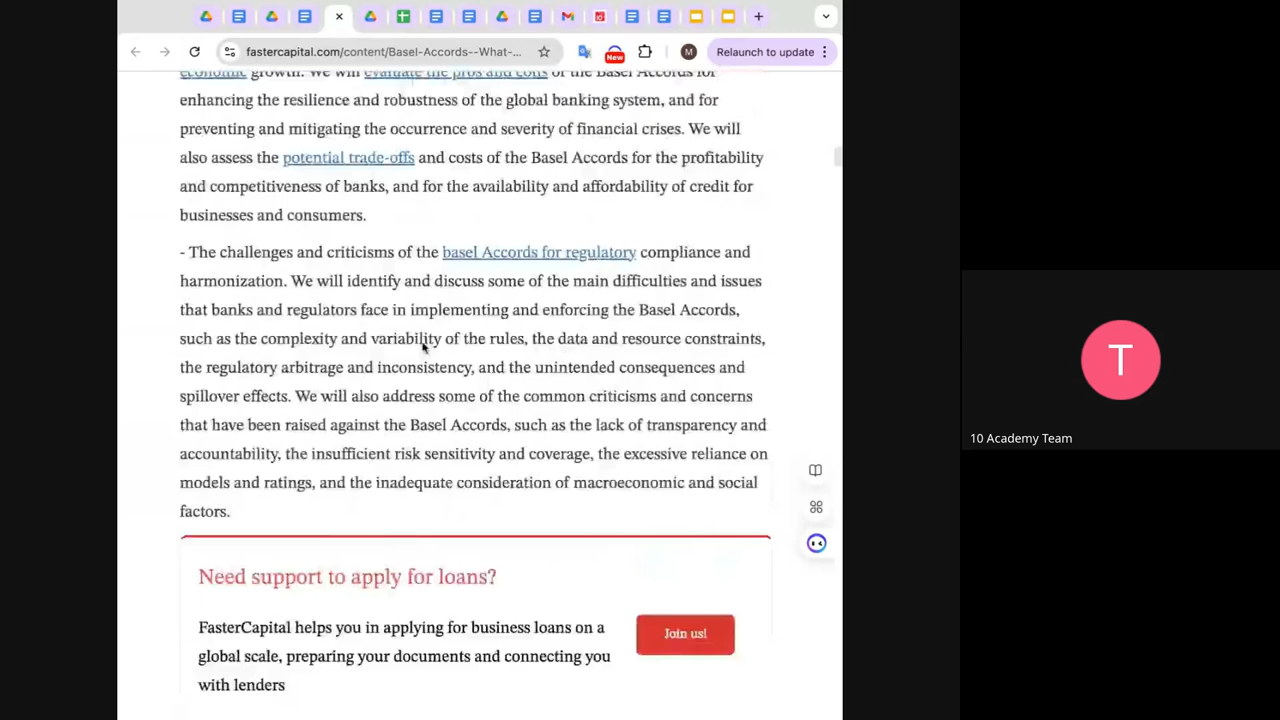 fastercapital.com/content/Basel-Accords--What-...
New
M
Relaunch to update
economic growth. We will evaluate the pros and cons of the Basel Accords for
enhancing the resilience and robustness of the global banking system, and for
preventing and mitigating the occurrence and severity of financial crises. We will
also assess the potential trade-offs and costs of the Basel Accords for the profitability
and competitiveness of banks, and for the availability and affordability of credit for
businesses and consumers.
- The challenges and criticisms of the basel Accords for regulatory compliance and
harmonization. We will identify and discuss some of the main difficulties and issues
that banks and regulators face in implementing and enforcing the Basel Accords,
such as the complexity and variability of the rules, the data and resource constraints,
the regulatory arbitrage and inconsistency, and the unintended consequences and
spillover effects. We will also address some of the common criticisms and concerns
that have been raised against the Basel Accords, such as the lack of transparency and
accountability, the insufficient risk sensitivity and coverage, the excessive reliance on
models and ratings, and the inadequate consideration of macroeconomic and social
factors.
Need support to apply for loans?
FasterCapital helps you in applying for business loans on a
global scale, preparing your documents and connecting you
with lenders
Join us!
T
10 Academy Team